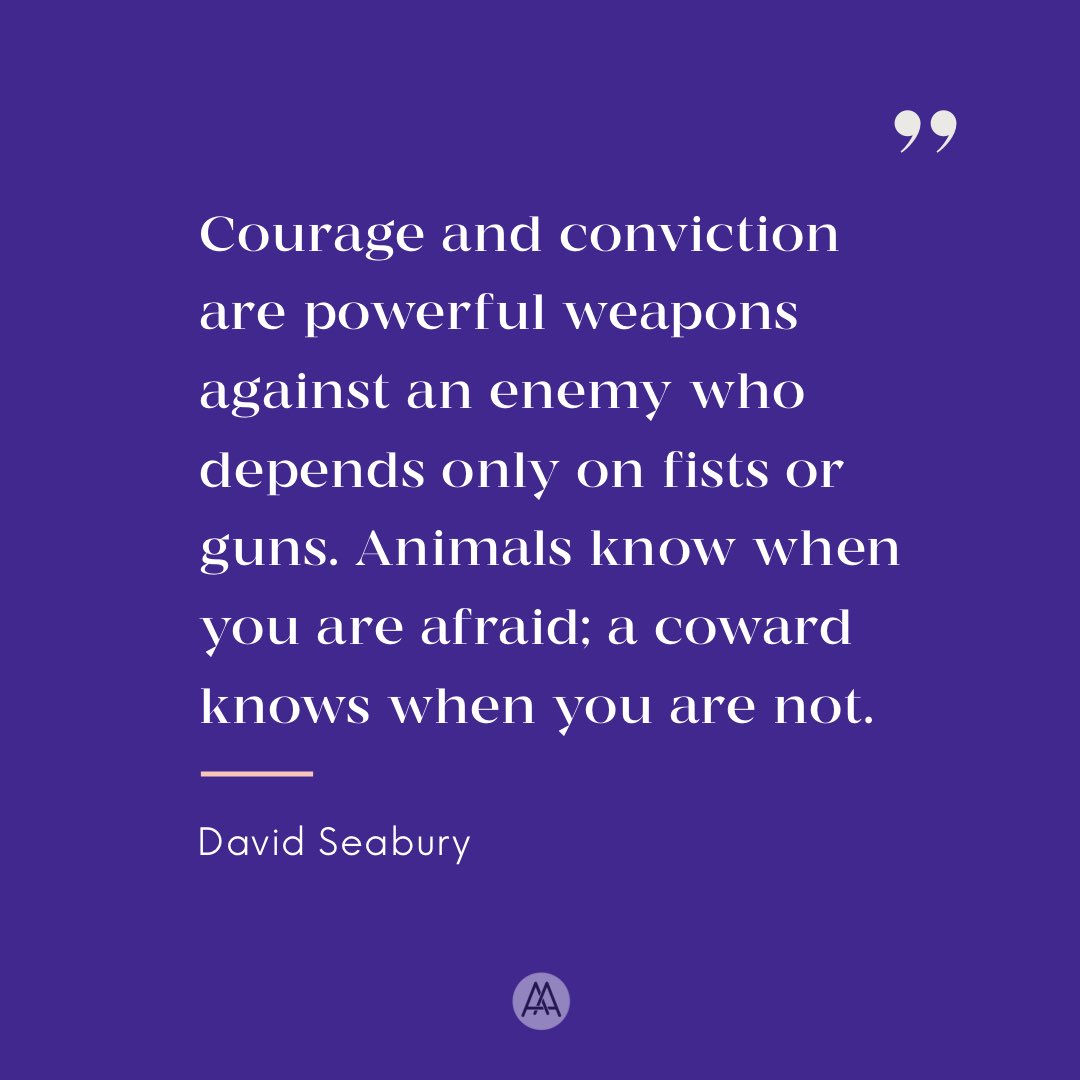 ”
Courage and conviction
are powerful weapons
against an enemy who
depends only on fists or
guns. Animals know when
you are afraid; a coward
knows when you are not.
David Seabury
AA